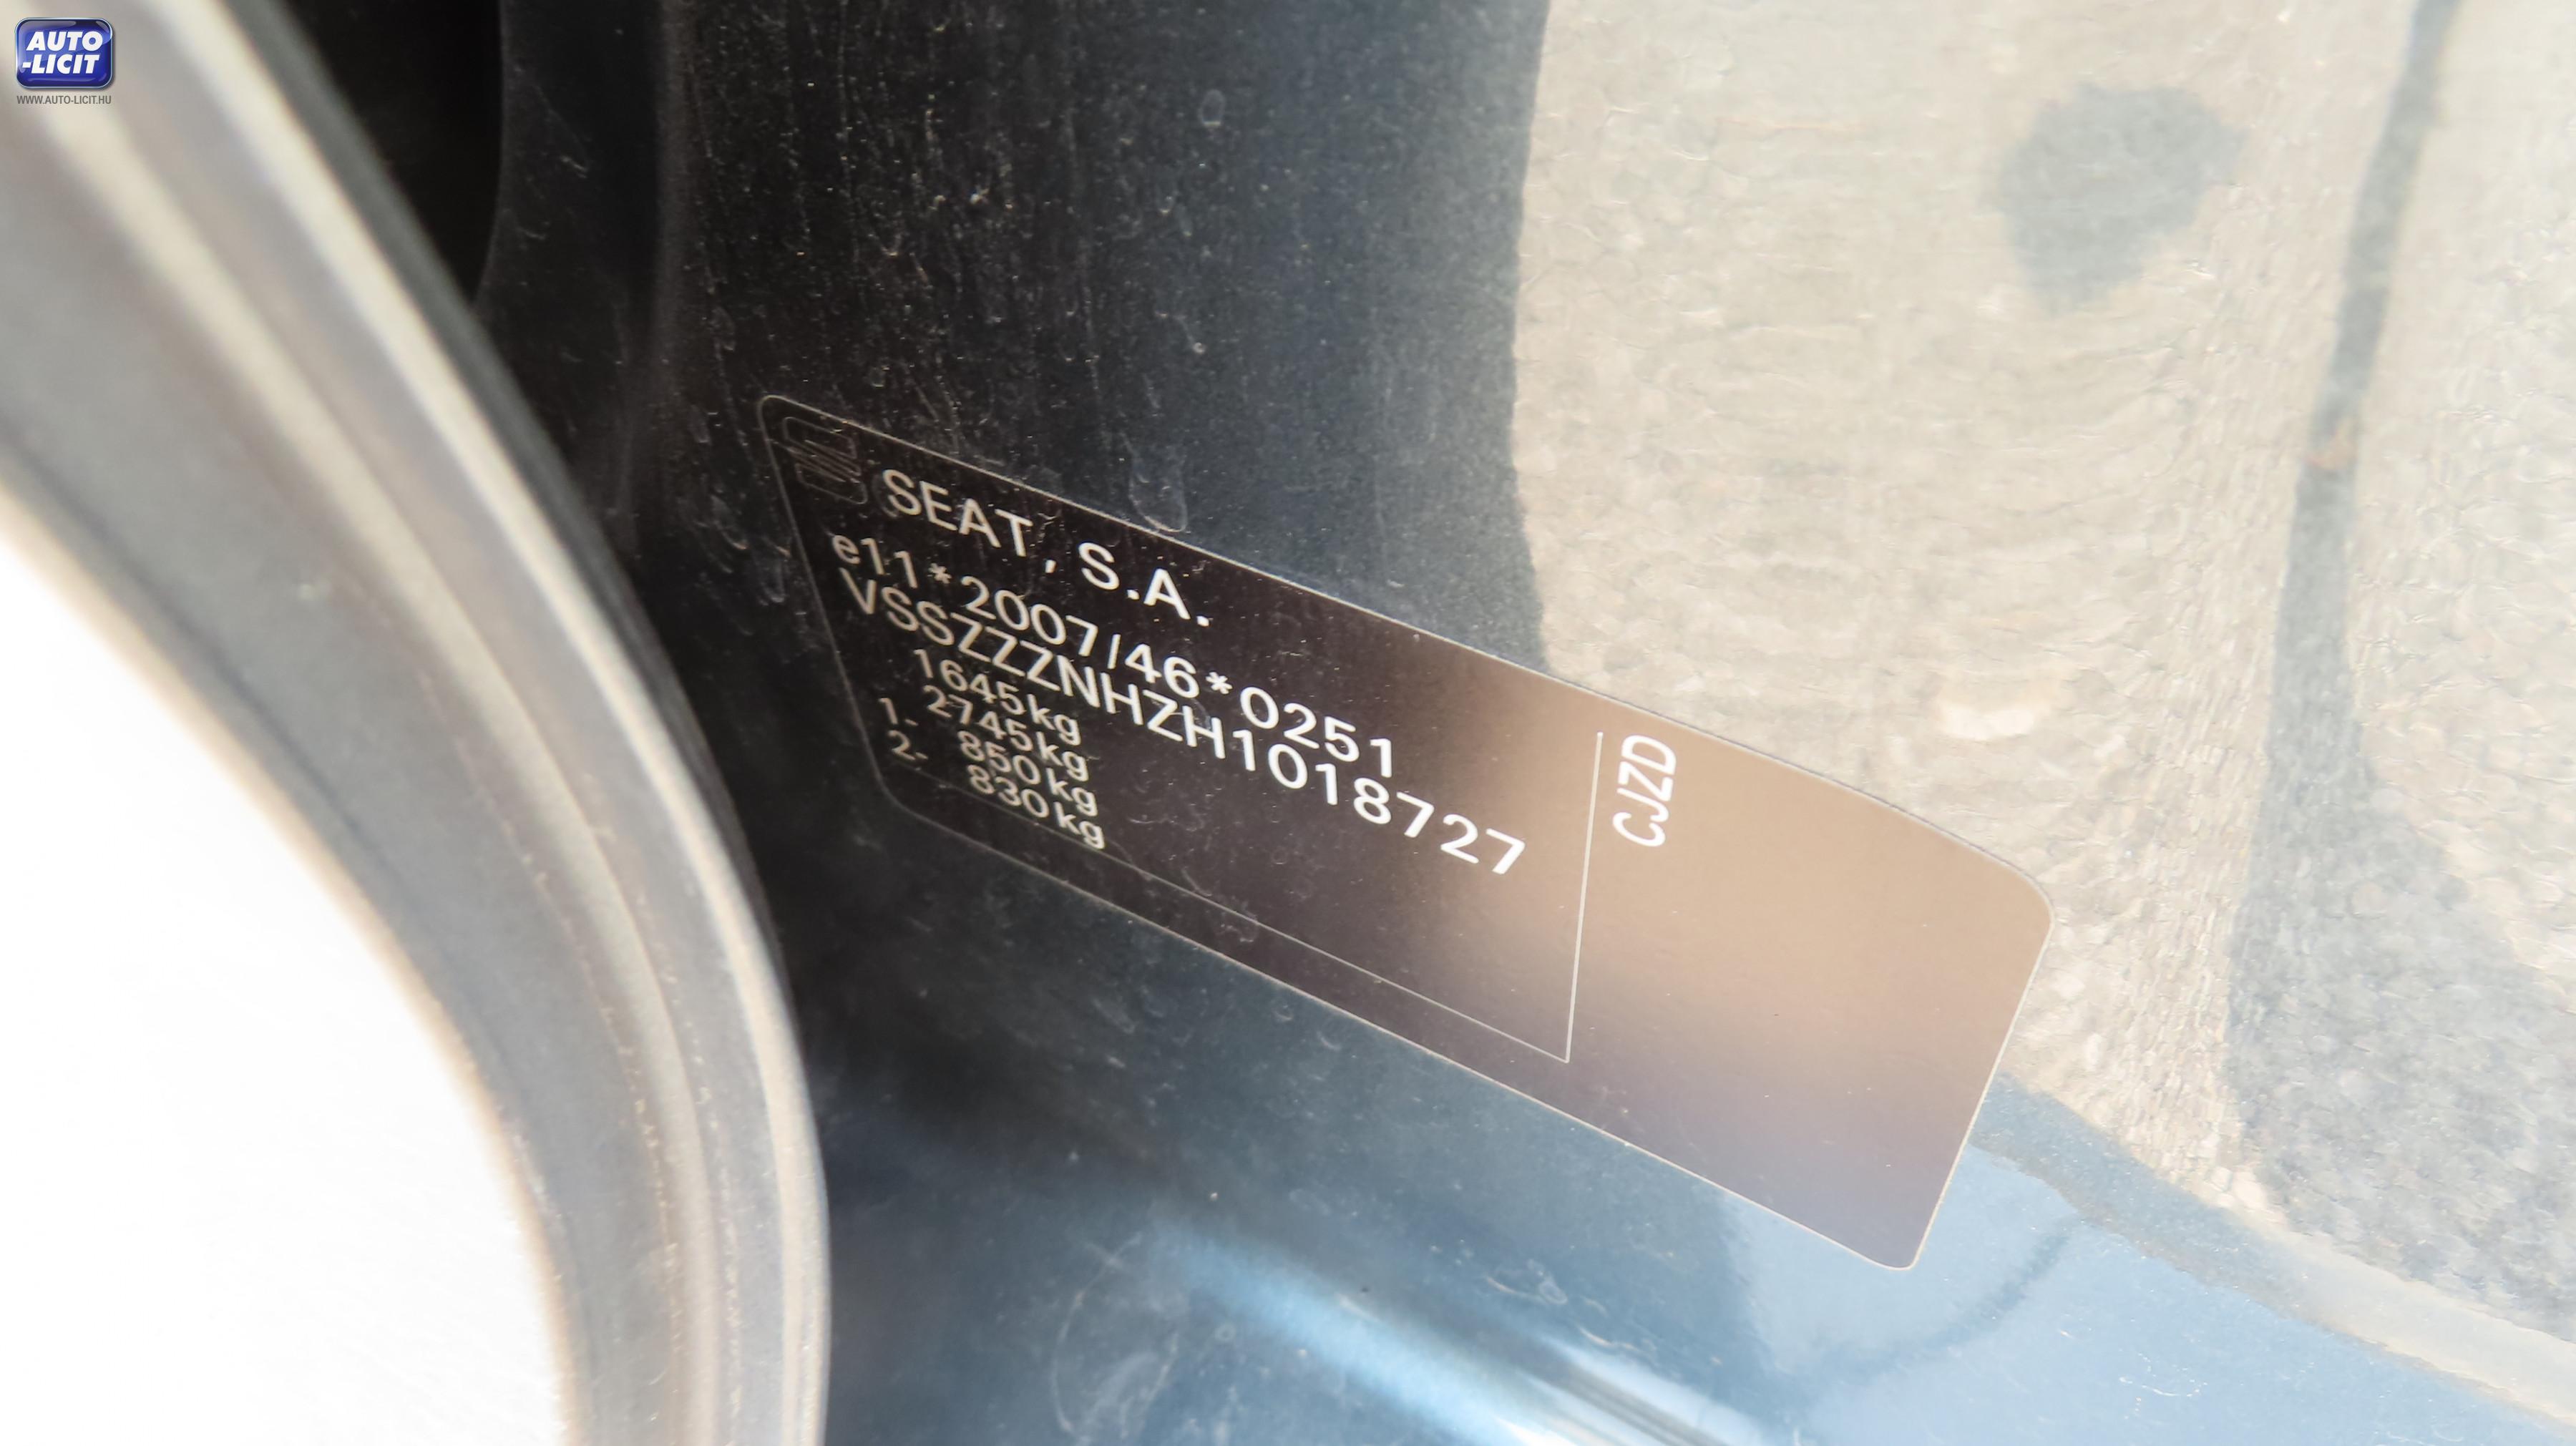 AUTO
-LICIT
WWW.AUTO-LICIT.HU
SEAT, S.A.
e11*2007/46*0251
VSSZZZNHZH1018727
1645kg
2745kg
1- 850kg
2- 830kg
CJZD